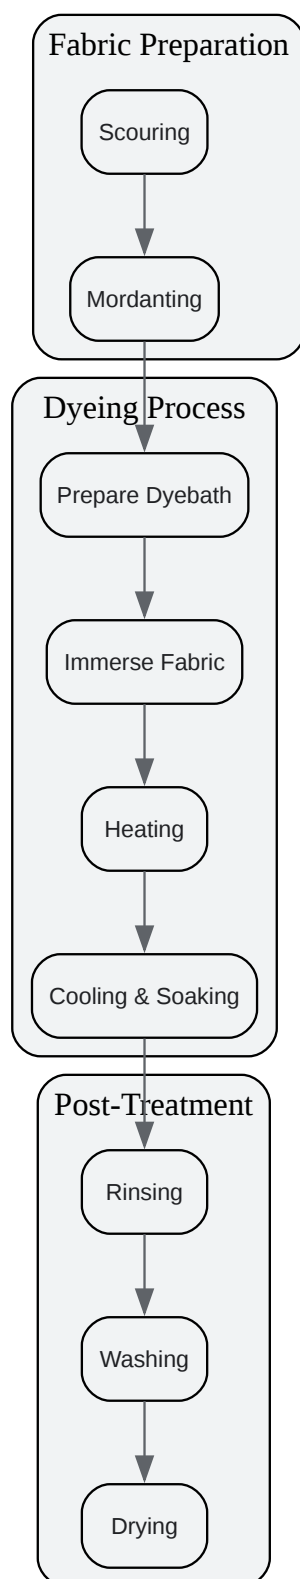 Fabric Preparation
Scouring
Mordanting
Dyeing Process
Prepare Dyebath
Immerse Fabric
Heating
Cooling & Soaking
Post-Treatment
Rinsing
Washing
Drying